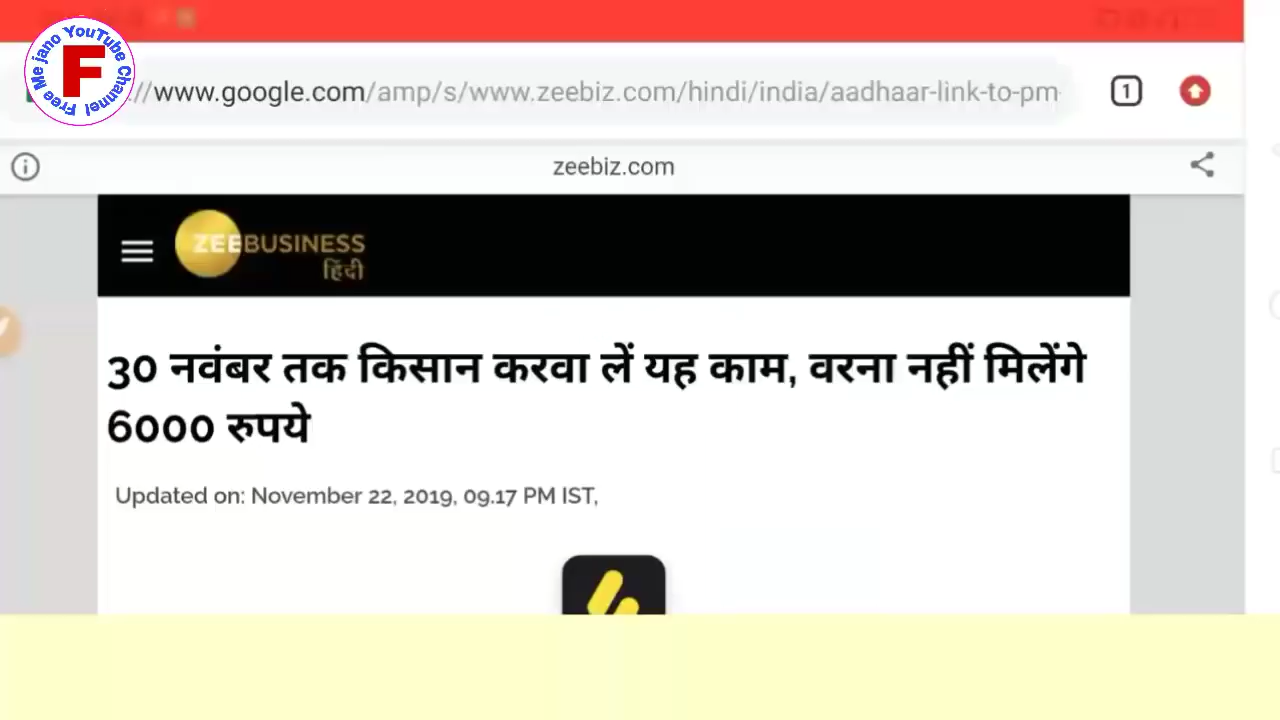 Free Me jano YouTube Channel
F
//www.google.com/amp/s/www.zeebiz.com/hindi/india/aadhaar-link-to-pm-
1
zeebiz.com
ZEEBUSINESS
हिंदी
30 नवंबर तक किसान करवा लें यह काम, वरना नहीं मिलेंगे
6000 रुपये
Updated on: November 22, 2019, 09.17 PM IST,